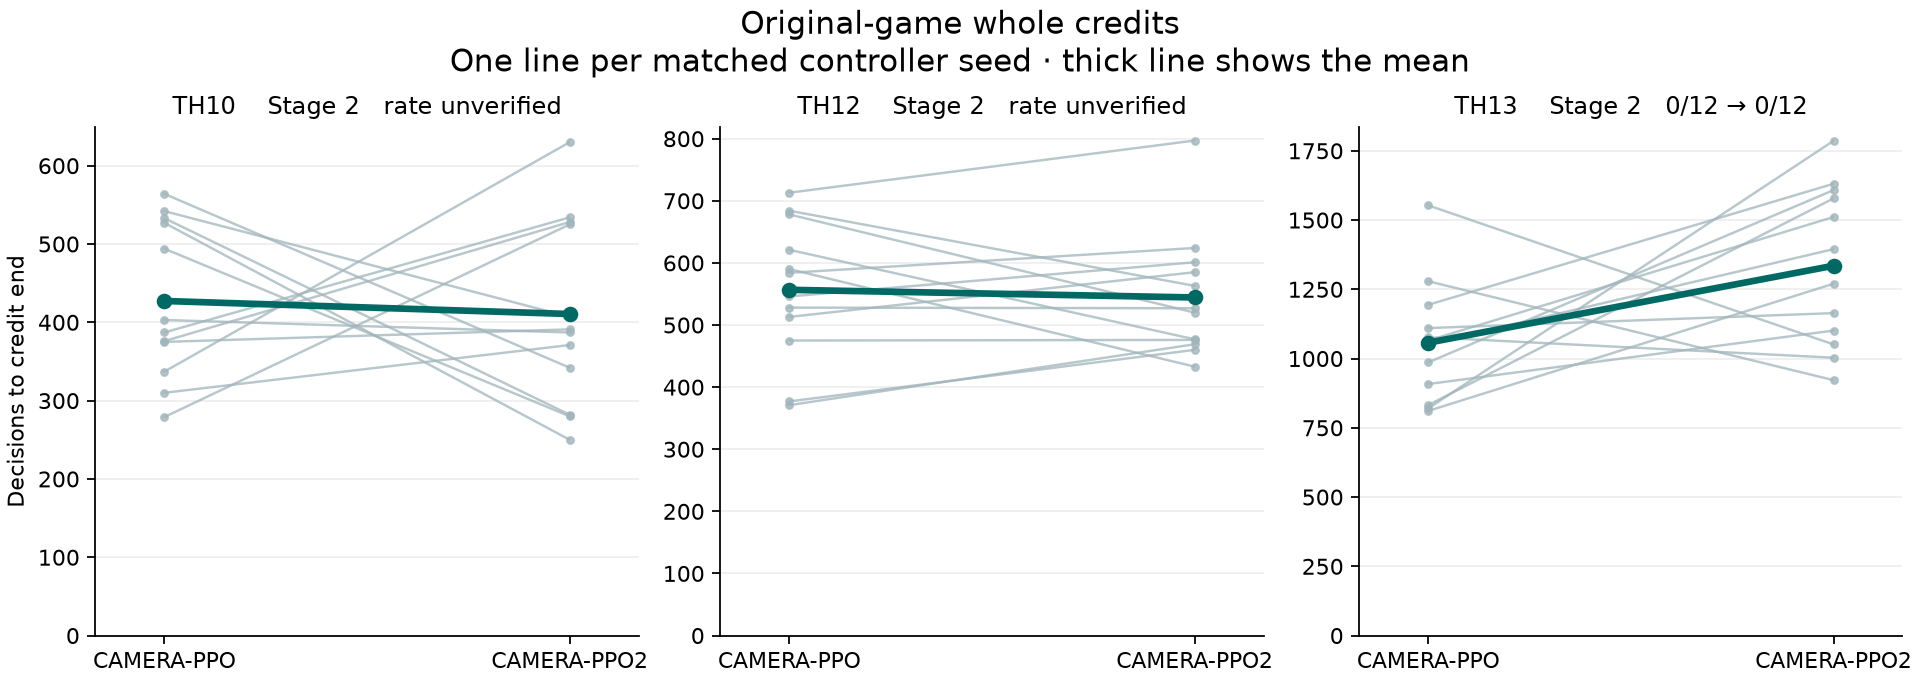 Original-game whole credits
One line per matched controller seed · thick line shows the mean
TH10 Stage 2 rate unverified
Decisions to credit end
600
500
400
300
200
100
0
CAMERA-PPO CAMERA-PPO2
TH12 Stage 2 rate unverified
800
700
600
500
400
300
200
100
0
CAMERA-PPO CAMERA-PPO2
TH13 Stage 2 0/12 → 0/12
1750
1500
1250
1000
750
500
250
0
CAMERA-PPO CAMERA-PPO2